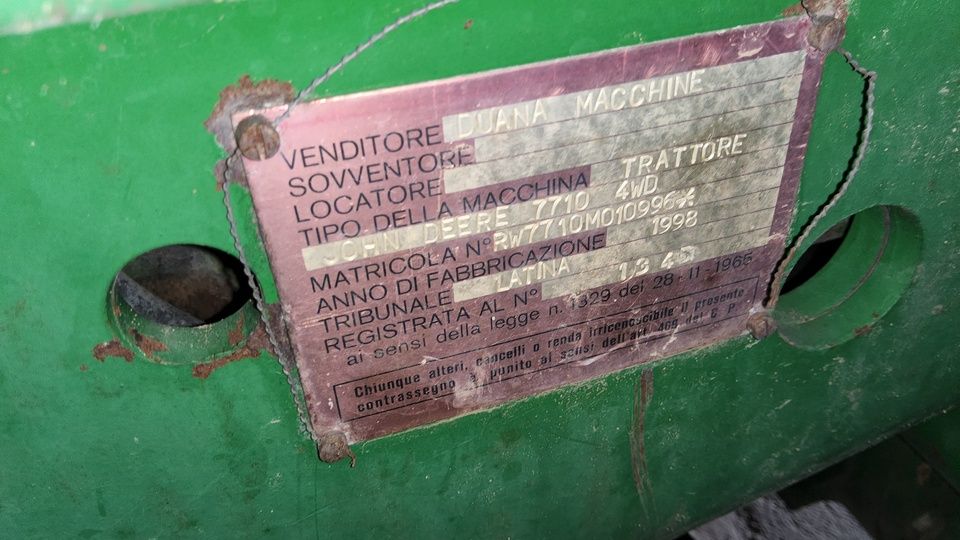 VENDITORE DUANA MACCHINE
SOVVENTORE
LOCATORE
TIPO DELLA MACCHINA TRATTORE
JOHN DEERE 7710 4WD
MATRICOLA N° RW7710M010996*
ANNO DI FABBRICAZIONE 1998
TRIBUNALE LATINA
REGISTRATA AL N°
ai sensi della legge n. 1329 del 28-11-1965
Chiunque alteri, cancelli o renda irriconoscibile il presente
contrassegno è punito ai sensi dell'art. 469 del C P